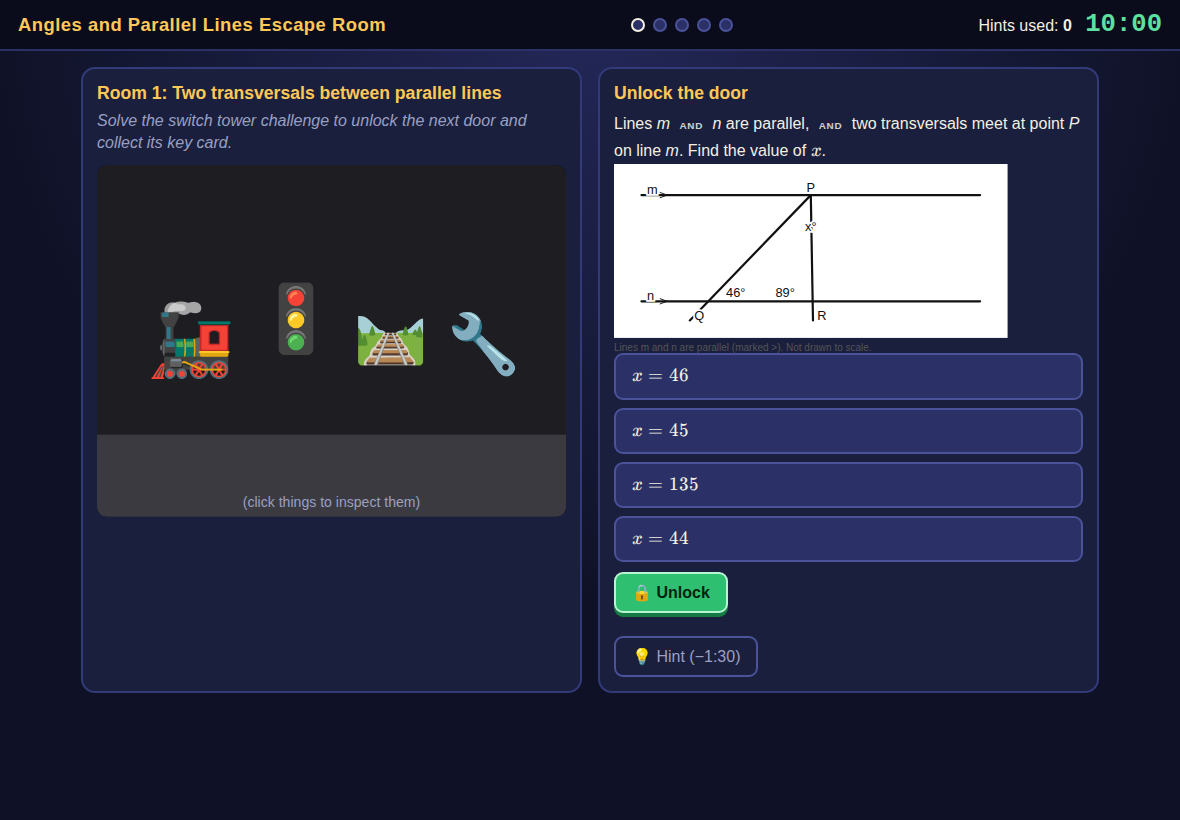 Angles and Parallel Lines Escape Room
Hints used: 0 10:00
Room 1: Two transversals between parallel lines
Solve the switch tower challenge to unlock the next door and
collect its key card.
(click things to inspect them)
Unlock the door
Lines m AND n are parallel, AND two transversals meet at point P
on line m. Find the value of x.
m
P
x°
n
46° 89°
Q R
Lines m and n are parallel (marked >). Not drawn to scale.
x = 46
x = 45
x = 135
x = 44
🔒 Unlock
💡 Hint (−1:30)